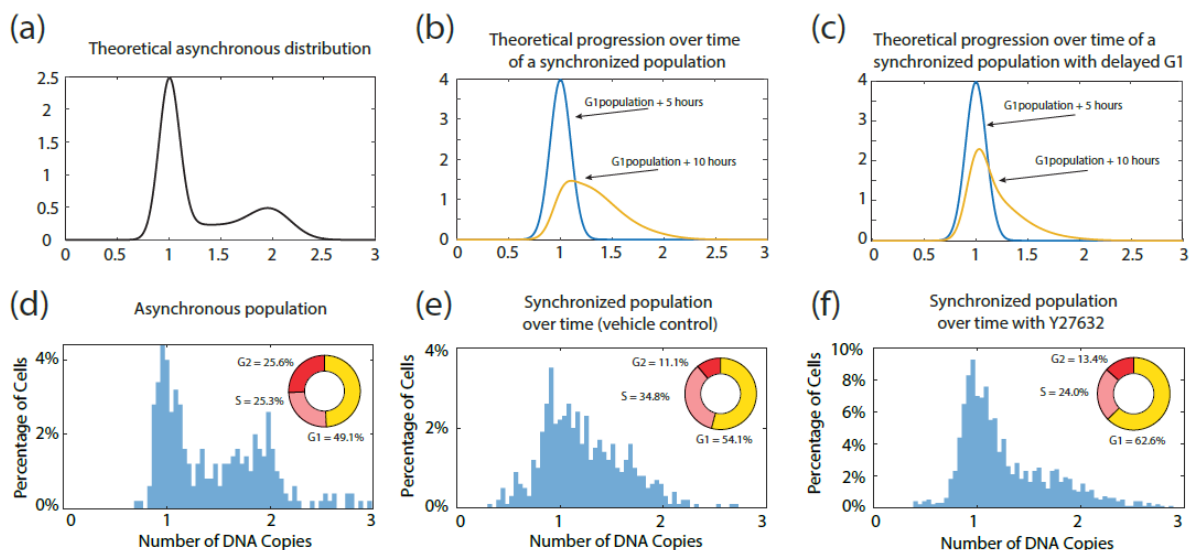 (a)
Theoretical asynchronous distribution
2.5
2
1.5
1
0.5
0
0
0.5
1
1.5
2
2.5
3
(b)
Theoretical progression over time
of a synchronized population
G1population + 5 hours
G1population + 10 hours
4
3
2
1
0
0
0.5
1
1.5
2
2.5
3
(c)
Theoretical progression over time of a
synchronized population with delayed G1
G1population + 5 hours
G1population + 10 hours
4
3
2
1
0
0
0.5
1
1.5
2
2.5
3
(d)
Asynchronous population
Percentage of Cells
4%
2%
0%
G2 = 25.6%
S = 25.3%
G1 = 49.1%
0
1
2
3
Number of DNA Copies
(e)
Synchronized population
over time (vehicle control)
Percentage of Cells
4%
2%
0%
G2 = 11.1%
S = 34.8%
G1 = 54.1%
0
1
2
3
Number of DNA Copies
(f)
Synchronized population
over time with Y27632
Percentage of Cells
10%
8%
6%
4%
2%
0%
G2 = 13.4%
S = 24.0%
G1 = 62.6%
0
1
2
3
Number of DNA Copies